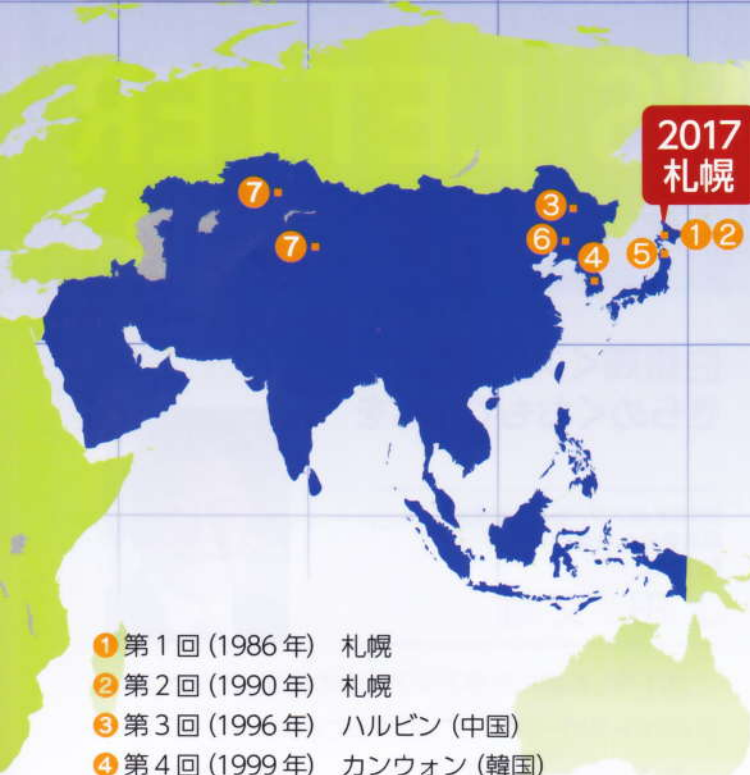 2017
札幌
7
7
3
6
4
5
1 2
1 第1回 (1986年) 札幌
2 第2回 (1990年) 札幌
3 第3回 (1996年) ハルビン (中国)
4 第4回 (1999年) カンウォン (韓国)